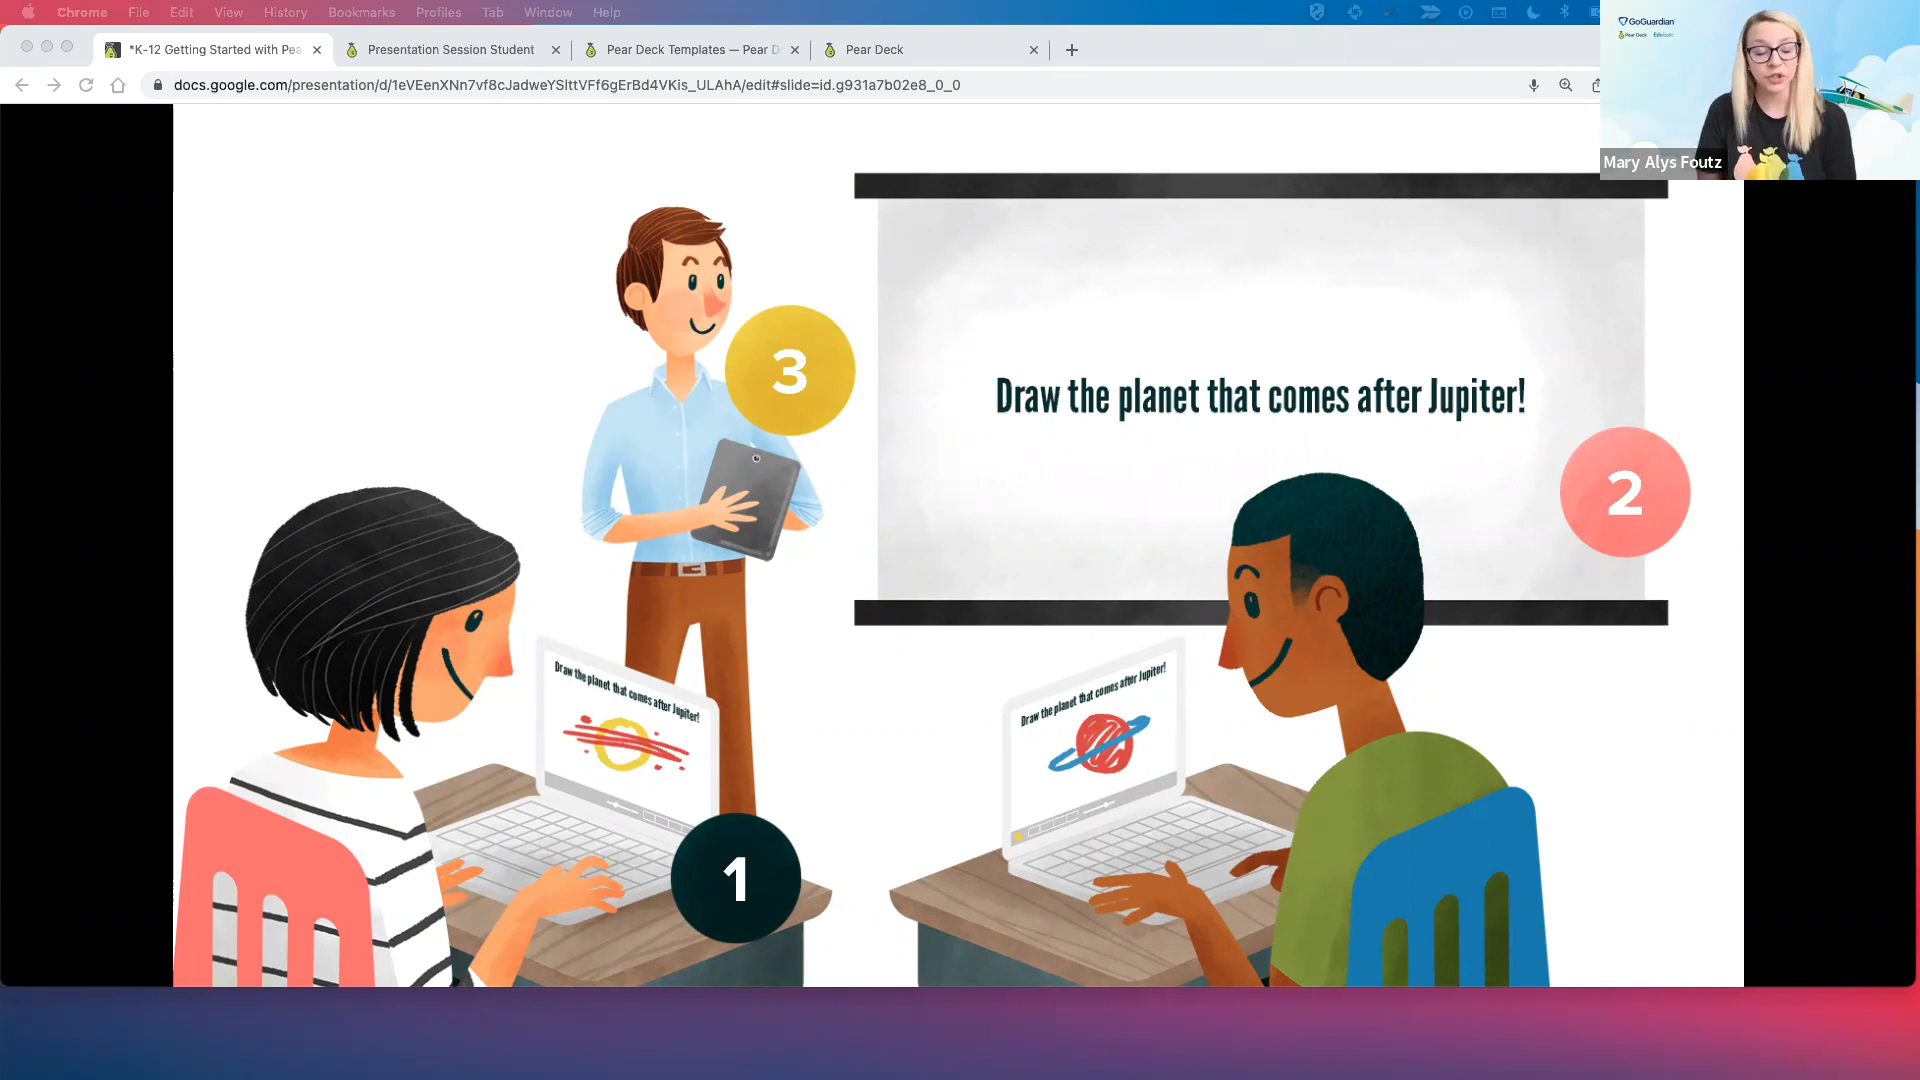 Chrome File Edit View History Bookmarks Profiles Tab Window Help
*K-12 Getting Started with Pea
Presentation Session Student
Pear Deck Templates — Pear D
Pear Deck
docs.google.com/presentation/d/1eVEenXNn7vf8cJadweYSlttVFf6gErBd4VKis_ULAhA/edit#slide=id.g931a7b02e8_0_0
GoGuardian
Pear Deck Edulastic
Mary Alys Foutz
3
Draw the planet that comes after Jupiter!
2
Draw the planet that comes after Jupiter!
Draw the planet that comes after Jupiter!
1